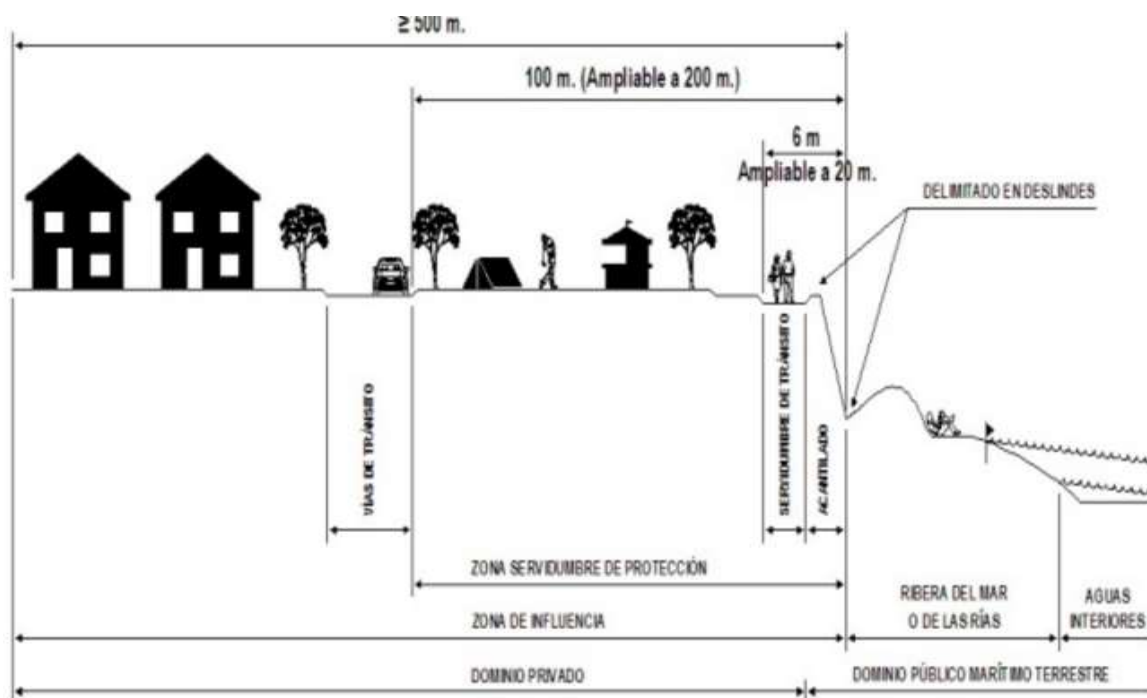 ≥ 500 m.
100 m. (Ampliable a 200 m.)
6 m
Ampliable a 20 m.
DELIMITADO EN DESLINDES
VÍAS DE TRÁNSITO
SERVIDUMBRE DE TRÁNSITO
ACANTILADO
ZONA SERVIDUMBRE DE PROTECCIÓN
RIBERA DEL MAR
O DE LAS RÍAS
AGUAS
INTERIORES
ZONA DE INFLUENCIA
DOMINIO PRIVADO
DOMINIO PÚBLICO MARÍTIMO TERRESTRE